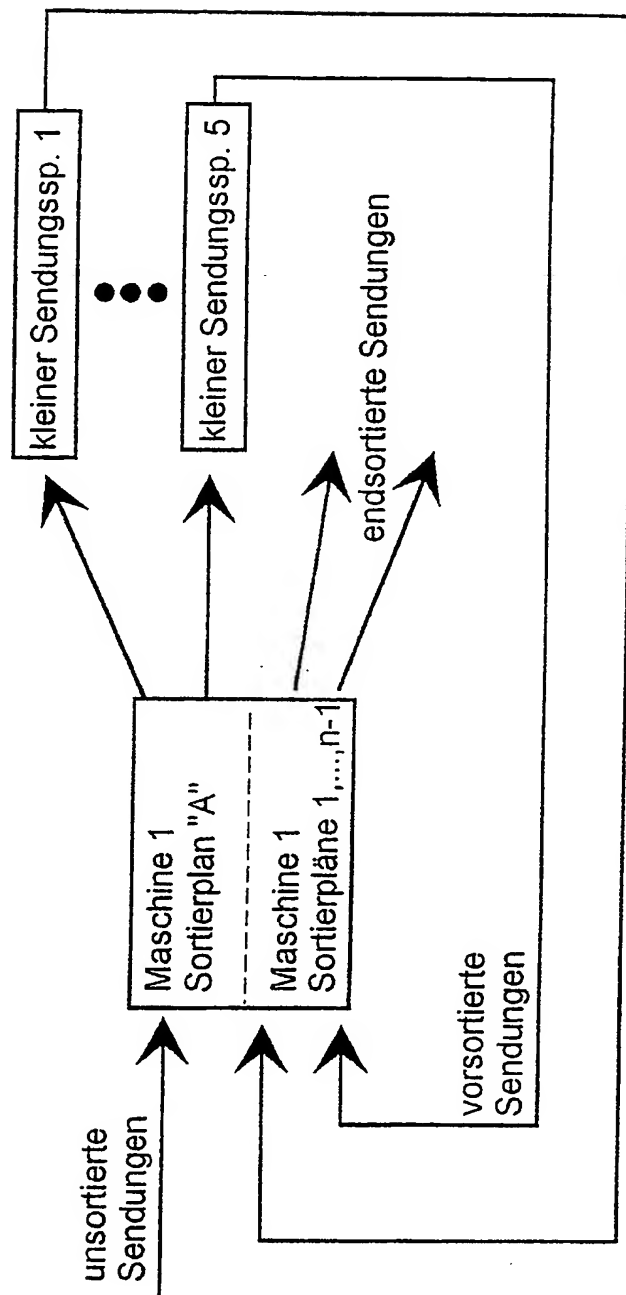 unsortierte
Sendungen
Maschine 1
Sortierplan "A"
Maschine 1
Sortierpläne 1,...,n-1
vorsortierte
Sendungen
kleiner Sendungssp. 1
kleiner Sendungssp. 5
endsortierte Sendungen